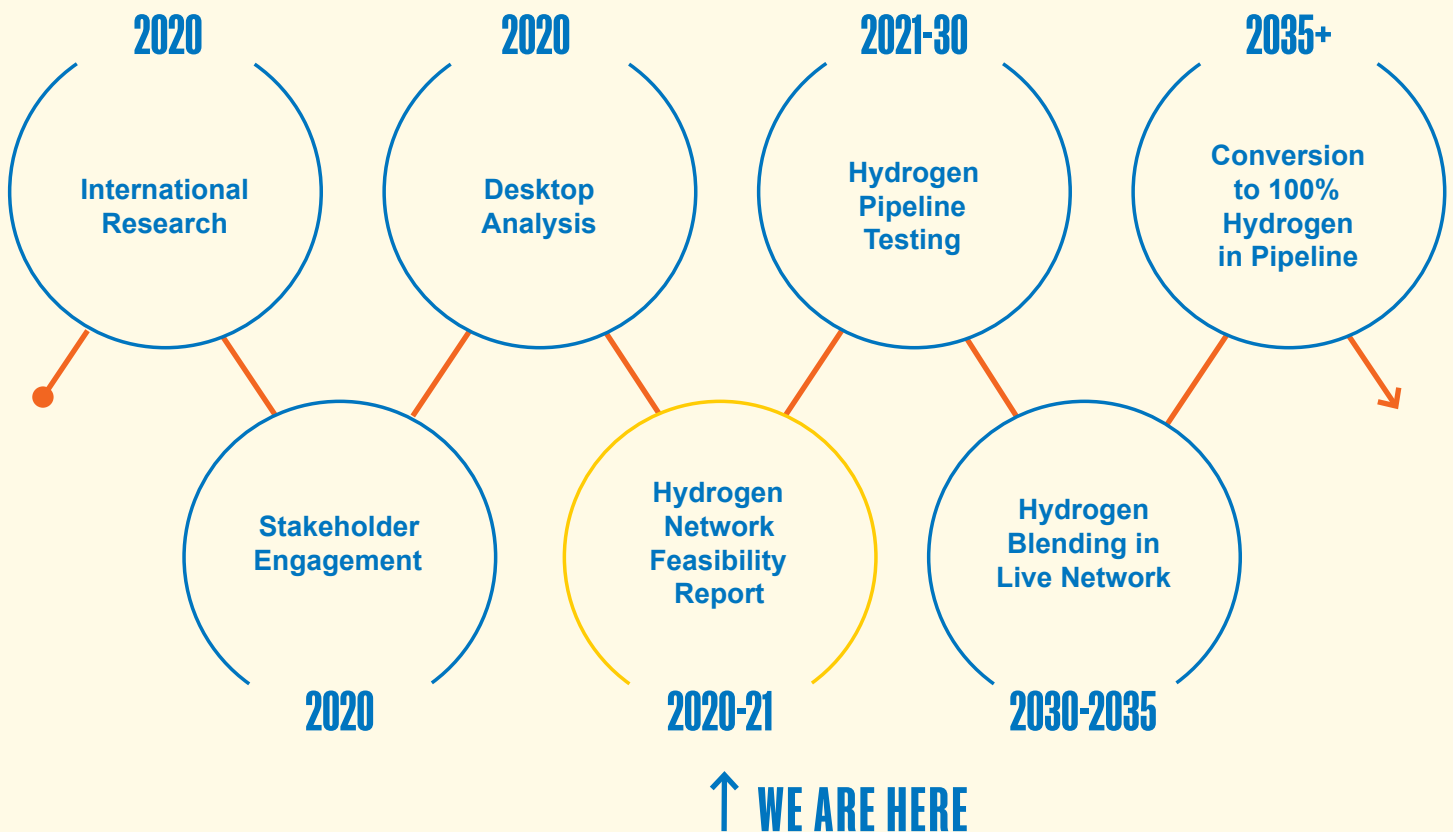 2020
International
Research
Stakeholder
Engagement
2020
2020
Desktop
Analysis
Hydrogen
Network
Feasibility
Report
2020-21
↑ WE ARE HERE
2021-30
Hydrogen
Pipeline
Testing
Hydrogen
Blending in
Live Network
2030-2035
2035+
Conversion
to 100%
Hydrogen
in Pipeline